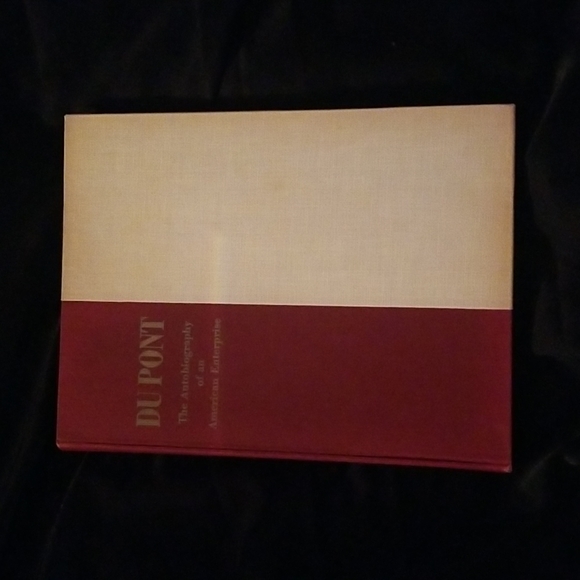 DU PONT
The Autobiography
of an
American Enterprise